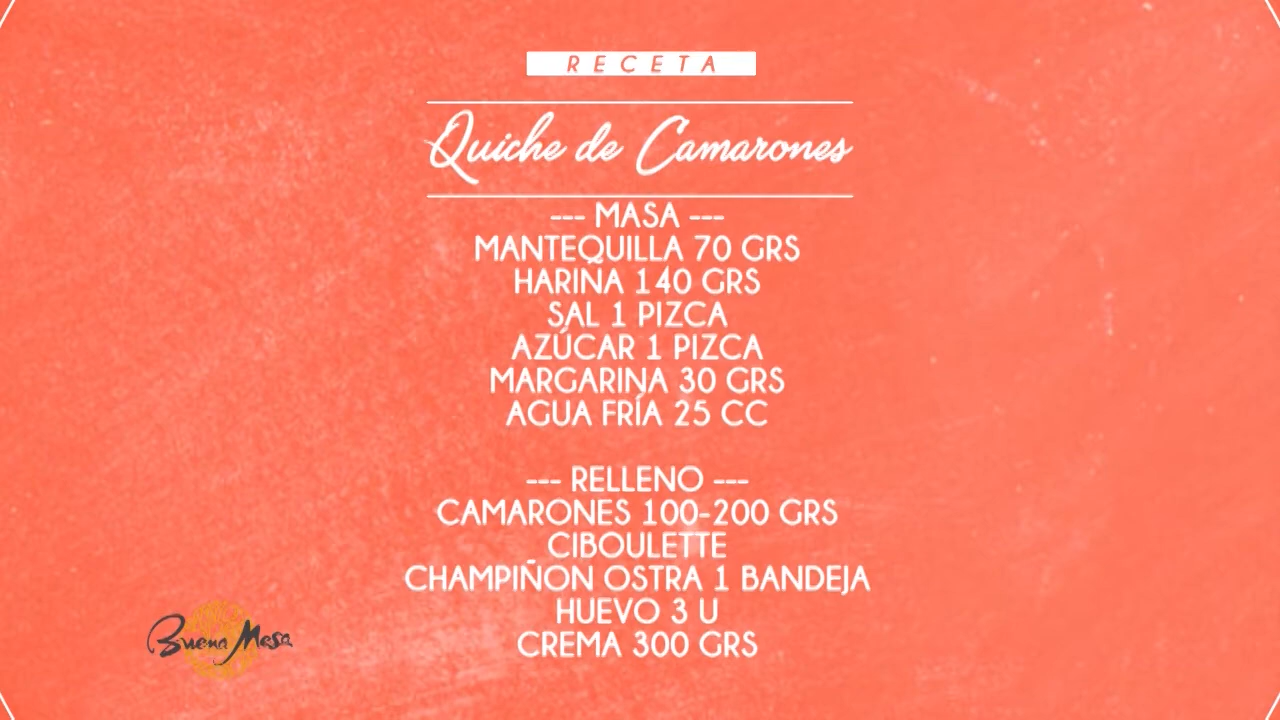 RECETA
Quiche de Camarones
--- MASA ---
MANTEQUILLA 70 GRS
HARIÑA 140 GRS
SAL 1 PIZCA
AZÚCAR 1 PIZCA
MARGARINA 30 GRS
AGUA FRÍA 25 CC
--- RELLENO ---
CAMARONES 100-200 GRS
CIBOULETTE
CHAMPIÑON OSTRA 1 BANDEJA
HUEVO 3 U
CREMA 300 GRS
Buena Mesa